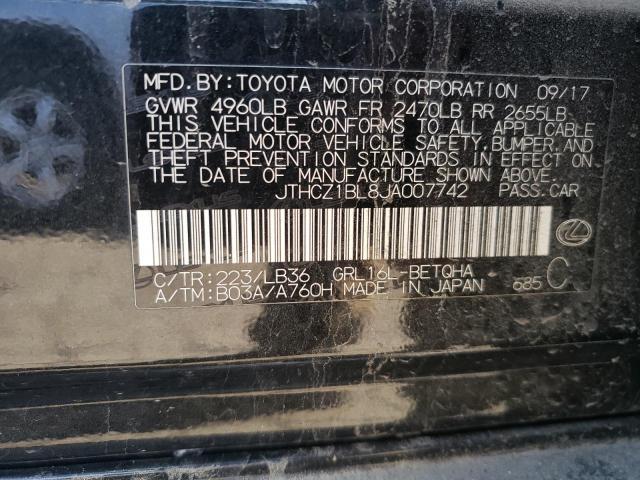 MFD.BY:TOYOTA MOTOR CORPORATION 09/17
GVWR 4960LB GAWR FR 2470LB RR 2655LB
THIS VEHICLE CONFORMS TO ALL APPLICABLE
FEDERAL MOTOR VEHICLE SAFETY,BUMPER,AND
THEFT PREVENTION STANDARDS IN EFFECT ON
THE DATE OF MANUFACTURE SHOWN ABOVE.
JTHCZ1BL8JA007742 PASS.CAR
C/TR:223/LB36 GRL16L-BETQHA
A/TM:B03A/A760H MADE IN JAPAN 685 C